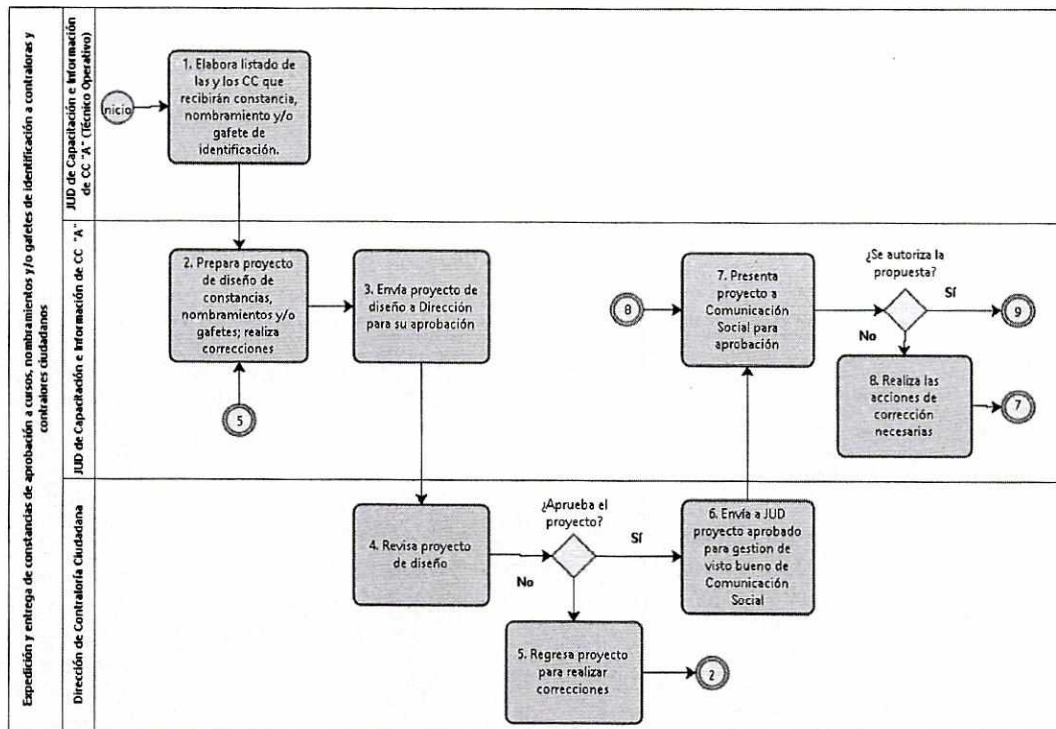 Expedición y entrega de constancias de aprobación a cursos, nombramientos y/o gafetes de identificación a contraloras y
contralores ciudadanos
JUD de Capacitación e Información
de CC "A" (Técnico Operativo)
nicio
1. Elabora listado de
las y los CC que
recibirán constancia,
nombramiento y/o
gafete de
identificación.
JUD de Capacitación e Información de CC "A"
2. Prepara proyecto
de diseño de
constancias,
nombramientos y/o
gafetes; realiza
correcciones
5
3. Envía proyecto de
diseño a Dirección
para su aprobación
8
7. Presenta
proyecto a
Comunicación
Social para
aprobación
¿Se autoriza la
propuesta?
Sí
9
No
8. Realiza las
acciones de
corrección
necesarias
7
Dirección de Contraloría Ciudadana
4. Revisa proyecto
de diseño
¿Aprueba el
proyecto?
Sí
No
6. Envía a JUD
proyecto aprobado
para gestion de
visto bueno de
Comunicación
Social
5. Regresa proyecto
para realizar
correcciones
2